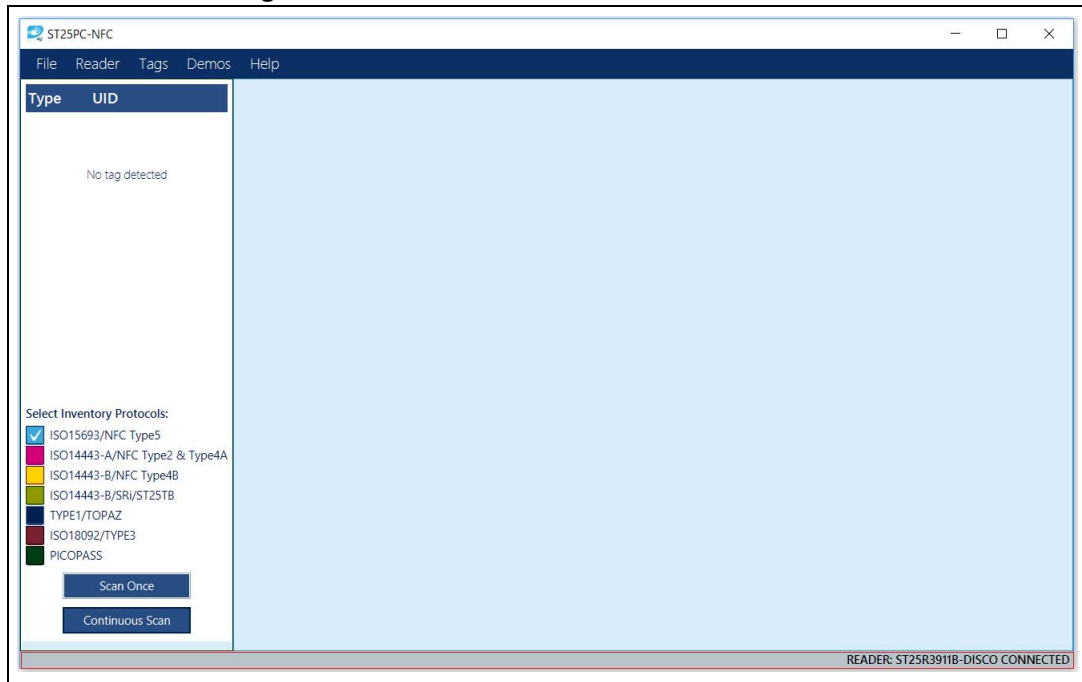 ST25PC-NFC
File Reader Tags Demos Help
Type UID
No tag detected
Select Inventory Protocols:
ISO15693/NFC Type5
ISO14443-A/NFC Type2 & Type4A
ISO14443-B/NFC Type4B
ISO14443-B/SRi/ST25TB
TYPE1/TOPAZ
ISO18092/TYPE3
PICOPASS
Scan Once
Continuous Scan
READER: ST25R3911B-DISCO CONNECTED